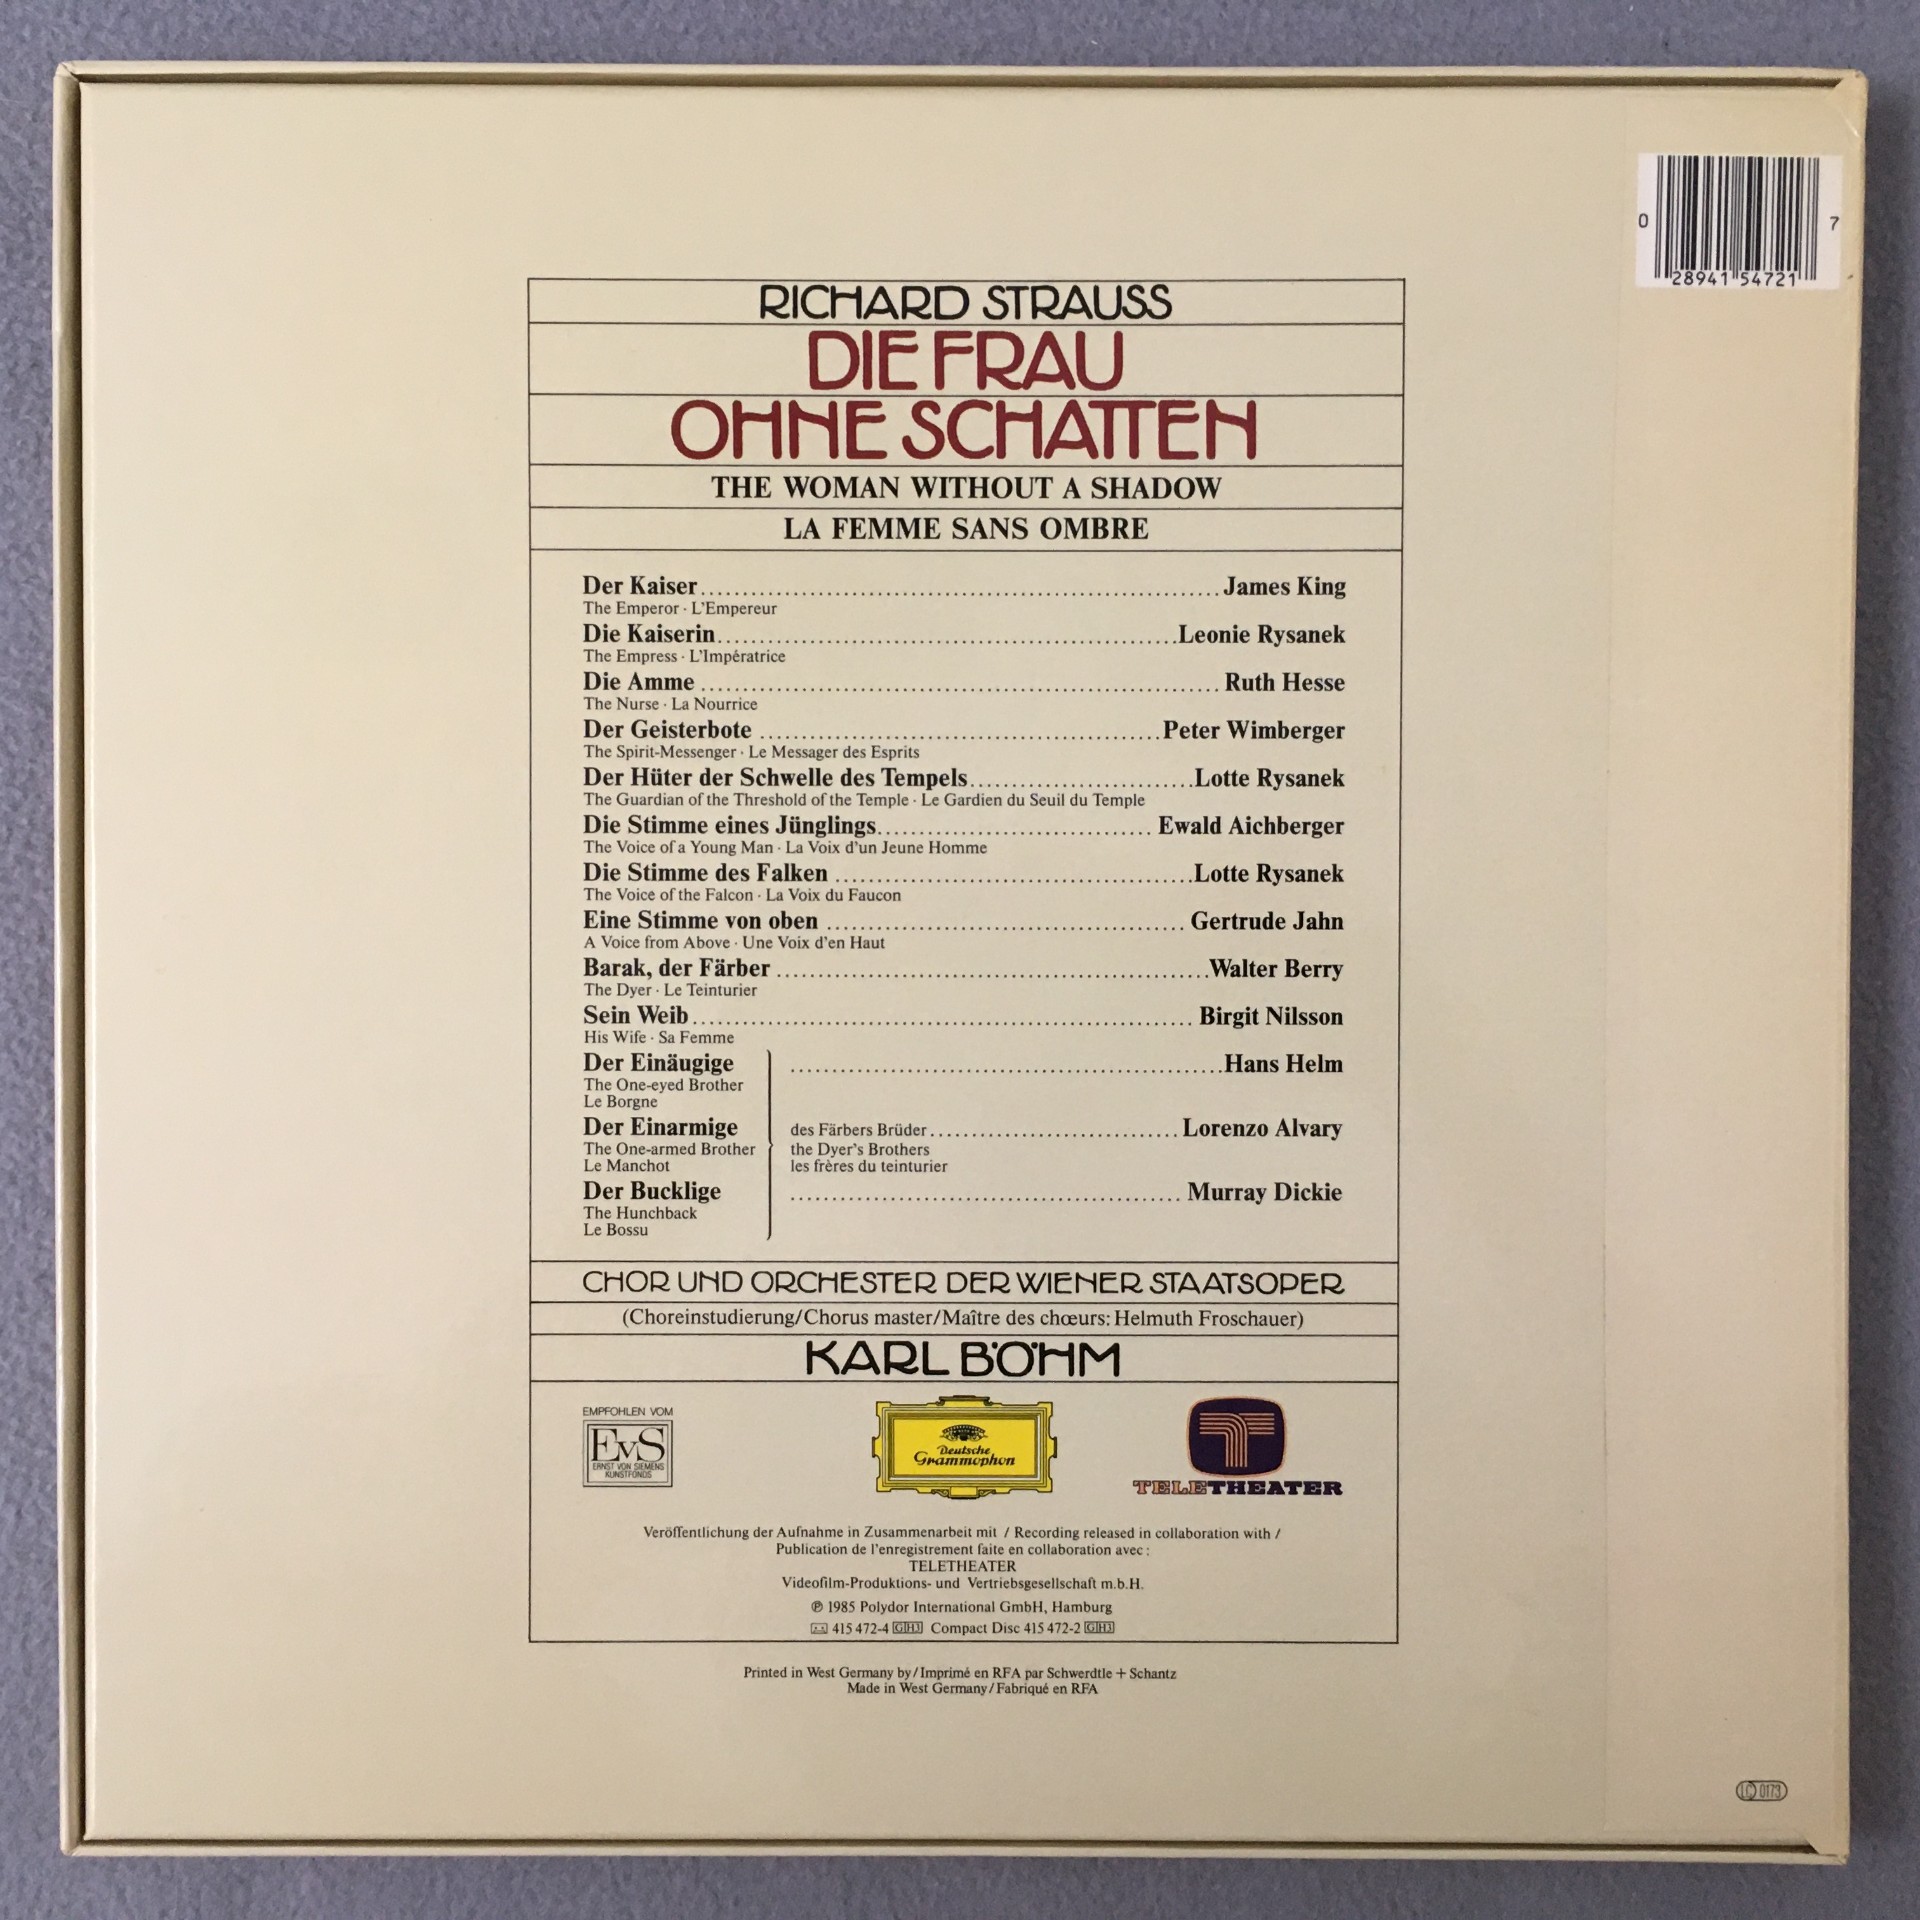 0 28941 54721 7
RICHARD STRAUSS
DIE FRAU
OHNE SCHATTEN
THE WOMAN WITHOUT A SHADOW
LA FEMME SANS OMBRE
Der Kaiser ........ James King
The Emperor · L'Empereur
Die Kaiserin ........ Leonie Rysanek
The Empress · L'Impératrice
Die Amme ........ Ruth Hesse
The Nurse · La Nourrice
Der Geisterbote ........ Peter Wimberger
The Spirit-Messenger · Le Messager des Esprits
Der Hüter der Schwelle des Tempels ........ Lotte Rysanek
The Guardian of the Threshold of the Temple · Le Gardien du Seuil du Temple
Die Stimme eines Jünglings ........ Ewald Aichberger
The Voice of a Young Man · La Voix d'un Jeune Homme
Die Stimme des Falken ........ Lotte Rysanek
The Voice of the Falcon · La Voix du Faucon
Eine Stimme von oben ........ Gertrude Jahn
A Voice from Above · Une Voix d'en Haut
Barak, der Färber ........ Walter Berry
The Dyer · Le Teinturier
Sein Weib ........ Birgit Nilsson
His Wife · Sa Femme
Der Einäugige ........ Hans Helm
The One-eyed Brother
Le Borgne
Der Einarmige des Färbers Brüder ........ Lorenzo Alvary
The One-armed Brother the Dyer's Brothers
Le Manchot les frères du teinturier
Der Bucklige ........ Murray Dickie
The Hunchback
Le Bossu
CHOR UND ORCHESTER DER WIENER STAATSOPER
(Choreinstudierung/Chorus master/Maître des chœurs: Helmuth Froschauer)
KARL BÖHM
EMPFOHLEN VOM
EvS
ERNST VON SIEMENS
KUNSTFONDS
Deutsche
Grammophon
TELETHEATER
Veröffentlichung der Aufnahme in Zusammenarbeit mit / Recording released in collaboration with /
Publication de l'enregistrement faite en collaboration avec :
TELETHEATER
Videofilm-Produktions- und Vertriebsgesellschaft m.b.H.
℗ 1985 Polydor International GmbH, Hamburg
415 472-4 GH3 Compact Disc 415 472-2 GH3
Printed in West Germany by / Imprimé en RFA par Schwerdtle + Schantz
Made in West Germany / Fabriqué en RFA
LC 0173